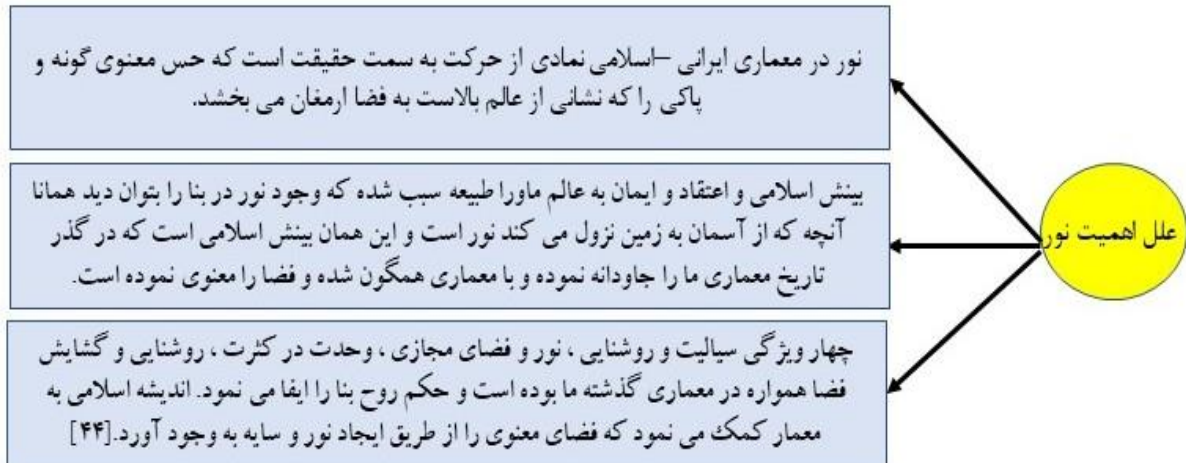 علل اهمیت نور
نور در معماری ایرانی –اسلامی نمادی از حرکت به سمت حقیقت است که حس معنوی گونه و
پاکی را که نشانی از عالم بالاست به فضا ارمغان می بخشد.
بینش اسلامی و اعتقاد و ایمان به عالم ماورا طبیعه سبب شده که وجود نور در بنا را بتوان دید همانا
آنچه که از آسمان به زمین نزول می کند نور است و این همان بینش اسلامی است که در گذر
تاریخ معماری ما را جاودانه نموده و با معماری همگون شده و فضا را معنوی نموده است.
چهار ویژگی سیالیت و روشنایی ، نور و فضای مجازی ، وحدت در کثرت ، روشنایی و گشایش
فضا همواره در معماری گذشته ما بوده است و حکم روح بنا را ایفا می نمود. اندیشه اسلامی به
معمار کمک می نمود که فضای معنوی را از طریق ایجاد نور و سایه به وجود آورد.[۴۴]